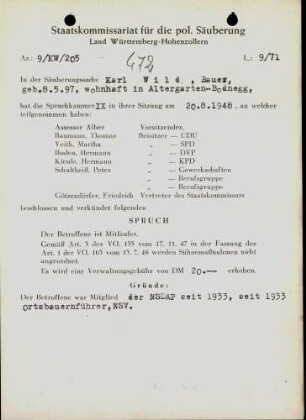 Staatskommissariat für die pol. Säuberung
Land Württemberg-Hohenzollern
Nr.: 9/KW/205
L.: 9/71
472
In der Säuberungssache Karl Wild, Bauer,
geb.8.5.97, wohnhaft in Altergarten-Bodnegg,
hat die Spruchkammer IX in ihrer Sitzung am 20.8.1948, an welcher
teilgenommen haben:
Assessor Alber Vorsitzender,
Baumann, Thomas Beisitzer — CDU
Veith, Martha „ — SPD
Boden, Hermann „ — DVP
Kienle, Hermann „ — KPD
Schaltheiß, Peter „ — Gewerkschaften
„ — Berufsgruppe
„ — Berufsgruppe
Götzendörfer, Friedrich Vertreter des Staatskommissars
beschlossen und verkündet folgenden
SPRUCH
Der Betroffene ist Mitläufer.
Gemäß Art. 3 der VO. 133 vom 17. 11. 47 in der Fassung des
Art. 1 der VO. 165 vom 13. 7. 48 werden Sühnemaßnahmen nicht
angeordnet.
Es wird eine Verwaltungsgebühr von DM 20.-- erhoben.
Gründe:
Der Betroffene war Mitglied der NSDAP seit 1933, seit 1933
Ortsbauernführer, NSV.